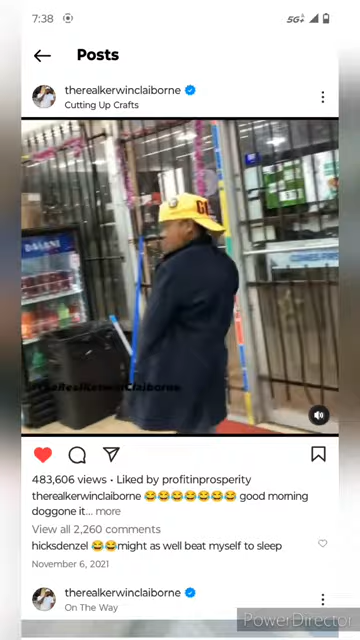 7:38
5G+
Posts
therealkerwinclaiborne
Cutting Up Crafts
DASANI
TheRealKerwinClaiborne
483,606 views • Liked by profitinprosperity
therealkerwinclaiborne 😂😂😂😂😂😂😂 good morning
doggone it... more
View all 2,260 comments
hicksdenzel 😂😂might as well beat myself to sleep
November 6, 2021
therealkerwinclaiborne
On The Way
PowerDirector